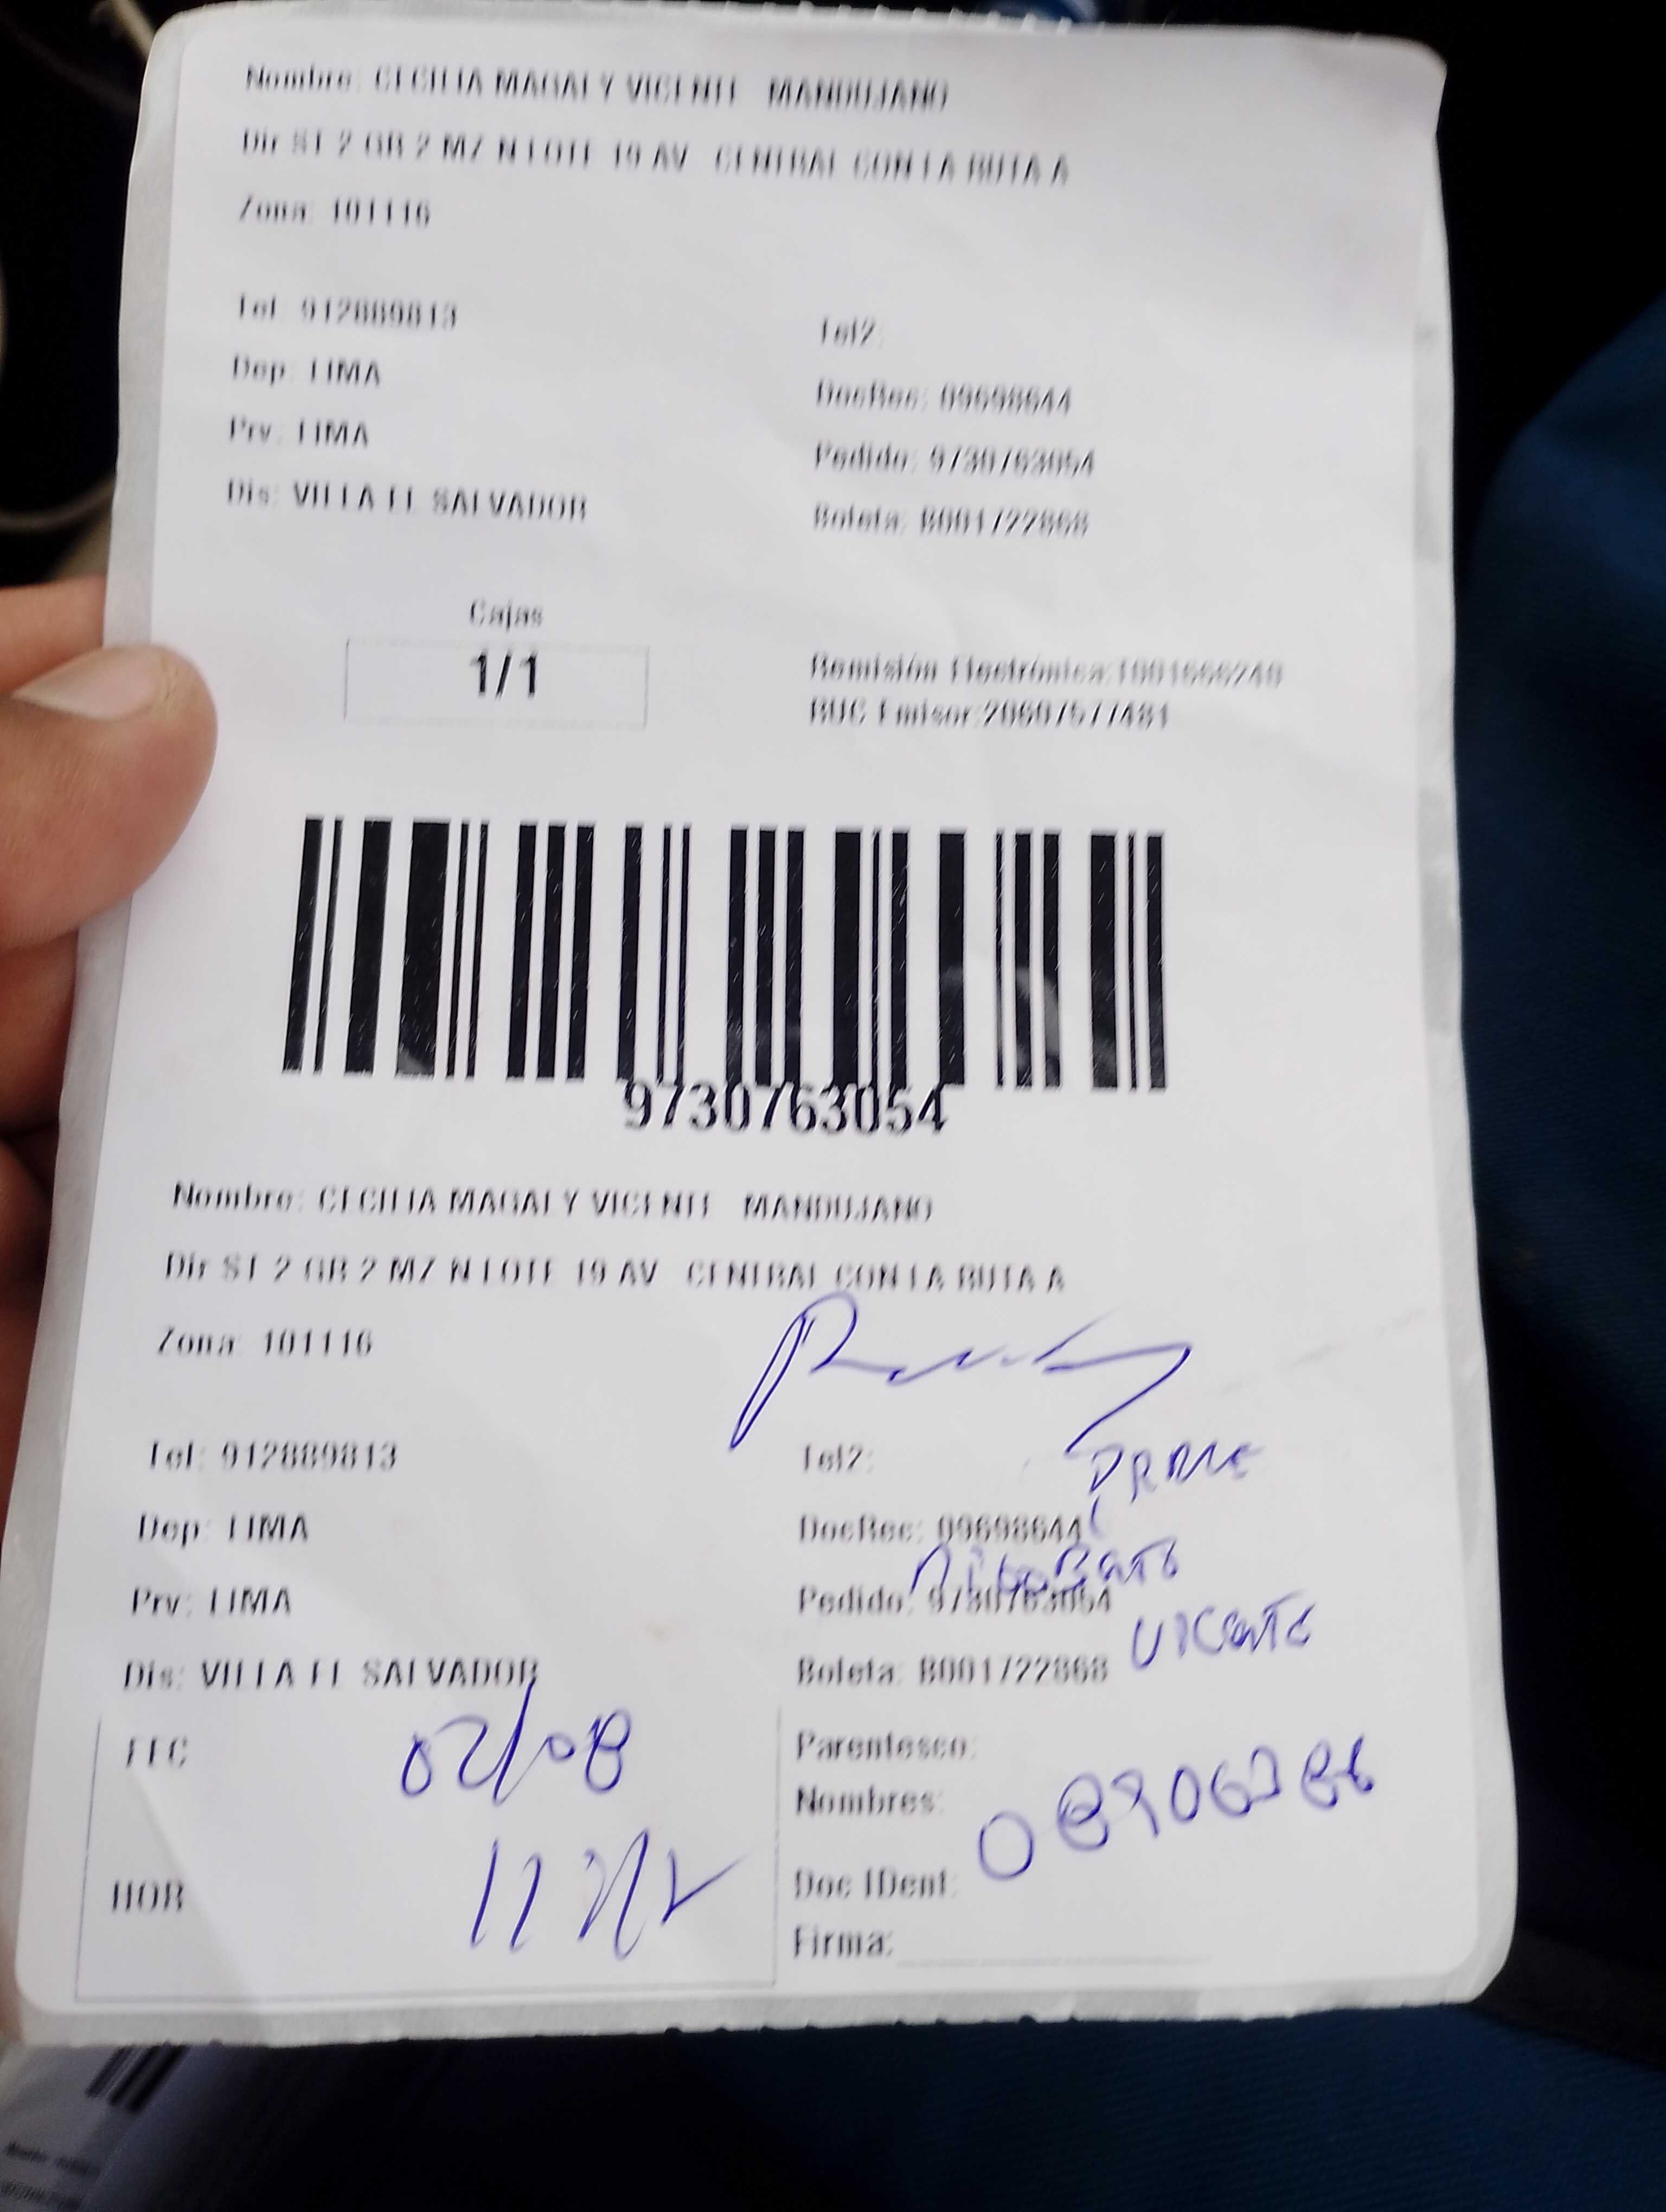 Nombre: CECILIA MAGALY VICENTE MANDUJANO
Dir ST 2 GR 2 MZ N LOTE 19 AV CENTRAL CON LA RUTA A
Zona: 101116
Tel: 912889813
Tel2:
Dep: LIMA
DocRec: 09698644
Prv: LIMA
Pedido: 9730763054
Dis: VILLA EL SALVADOR
Boleta: B001722868
Cajas
1/1
Remisión Electrónica:T001666240
RUC Emisor:20607577481
9730763054
Nombre: CECILIA MAGALY VICENTE MANDUJANO
Dir ST 2 GR 2 MZ N LOTE 19 AV CENTRAL CON LA RUTA A
Zona: 101116
Tel: 912889813
Tel2:
Dep: LIMA
DocRec: 09698644
Prv: LIMA
Pedido: 9730763054
Dis: VILLA EL SALVADOR
Boleta: B001722868
VICENTE
FEC
02/08
Parentesco:
Nombres:
HOR
Doc IDent:
Firma: